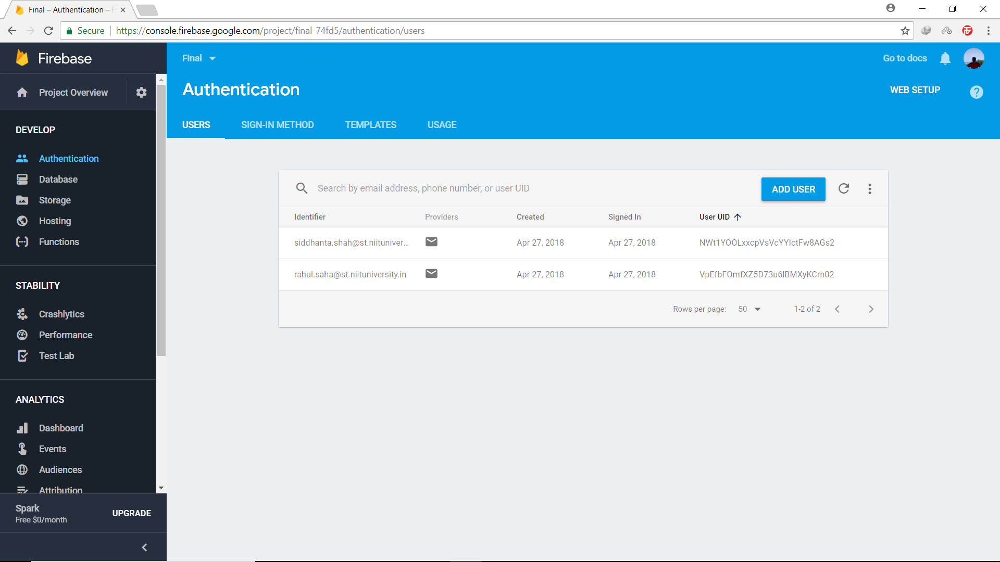 Final – Authentication –
Secure
https://console.firebase.google.com/project/final-74fd5/authentication/users
Firebase
Final
Go to docs
Project Overview
Authentication
WEB SETUP
USERS SIGN-IN METHOD TEMPLATES USAGE
DEVELOP
Authentication
Database
Storage
Hosting
Functions
STABILITY
Crashlytics
Performance
Test Lab
ANALYTICS
Dashboard
Events
Audiences
Attribution
Spark
Free $0/month
UPGRADE
Search by email address, phone number, or user UID
ADD USER
Identifier Providers Created Signed In User UID
siddhanta.shah@st.niituniver... Apr 27, 2018 Apr 27, 2018 NWt1YOOLxxcpVsVcYYIctFw8AGs2
rahul.saha@st.niituniversity.in Apr 27, 2018 Apr 27, 2018 VpEfbFOmfXZ5D73u6lBMXyKCrn02
Rows per page: 50 1-2 of 2